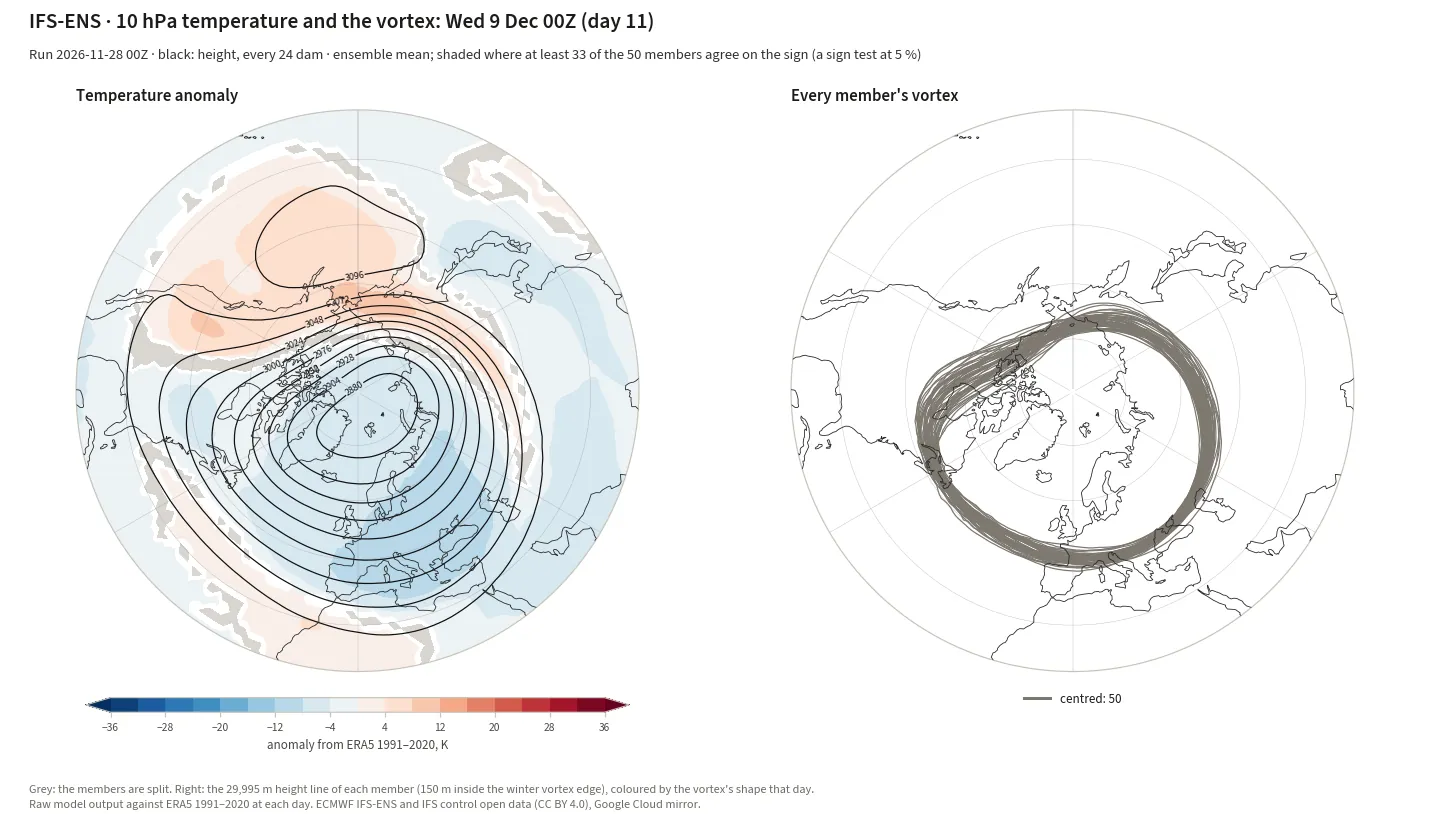 IFS-ENS · 10 hPa temperature and the vortex: Wed 9 Dec 00Z (day 11)
Run 2026-11-28 00Z · black: height, every 24 dam · ensemble mean; shaded where at least 33 of the 50 members agree on the sign (a sign test at 5 %)
Temperature anomaly
Every member's vortex
3096
3072
3048
3024
3000
2976
2928
2904
2880
−36 −28 −20 −12 −4 4 12 20 28 36
anomaly from ERA5 1991–2020, K
centred: 50
Grey: the members are split. Right: the 29,995 m height line of each member (150 m inside the winter vortex edge), coloured by the vortex's shape that day.
Raw model output against ERA5 1991–2020 at each day. ECMWF IFS-ENS and IFS control open data (CC BY 4.0), Google Cloud mirror.